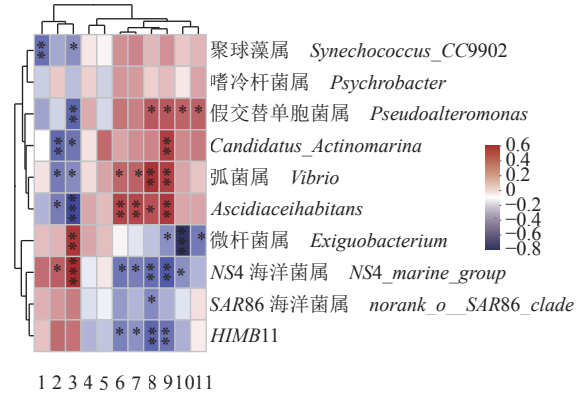 聚球藻属 Synechococcus_CC9902
嗜冷杆菌属 Psychrobacter
假交替单胞菌属 Pseudoalteromonas
Candidatus_Actinomarina
弧菌属 Vibrio
Ascidiaceihabitans
微杆菌属 Exiguobacterium
NS4 海洋菌属 NS4_marine_group
SAR86 海洋菌属 norank_o__SAR86_clade
HIMB11
0.6
0.4
0.2
0
-0.2
-0.4
-0.6
-0.8
1 2 3 4 5 6 7 8 9 10 11